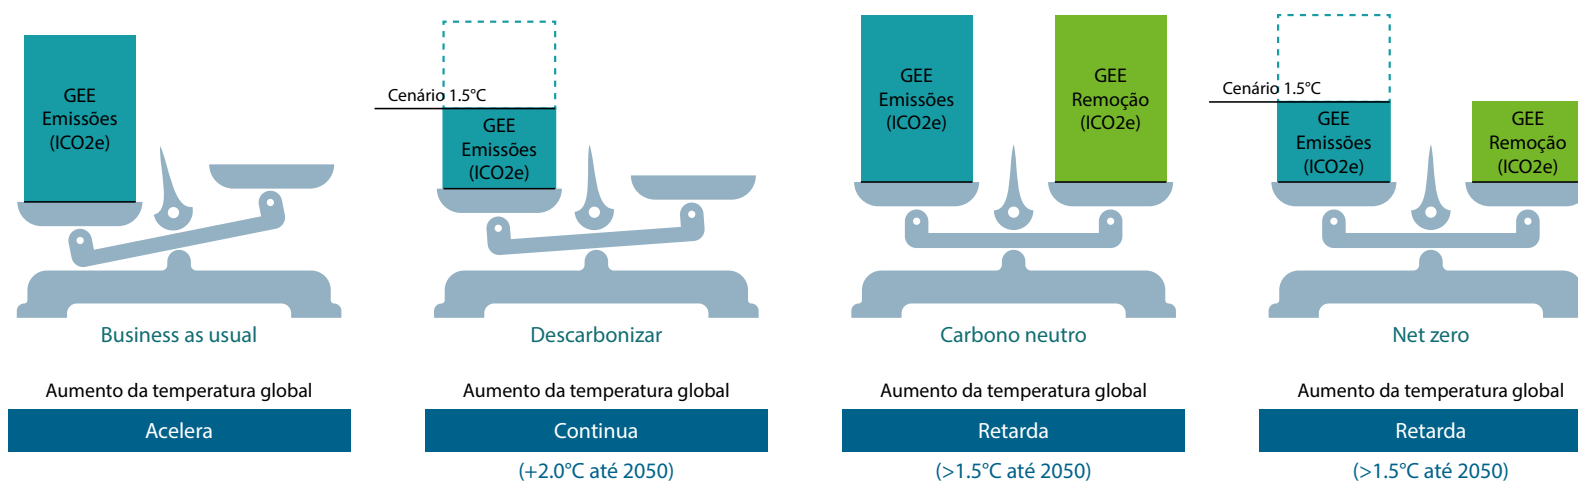 GEE
Emissões
(ICO2e)
Business as usual
Aumento da temperatura global
Acelera
Cenário 1.5°C
GEE
Emissões
(ICO2e)
Descarbonizar
Aumento da temperatura global
Continua
(+2.0°C até 2050)
GEE
Emissões
(ICO2e)
GEE
Remoção
(ICO2e)
Carbono neutro
Aumento da temperatura global
Retarda
(>1.5°C até 2050)
Cenário 1.5°C
GEE
Emissões
(ICO2e)
GEE
Remoção
(ICO2e)
Net zero
Aumento da temperatura global
Retarda
(>1.5°C até 2050)